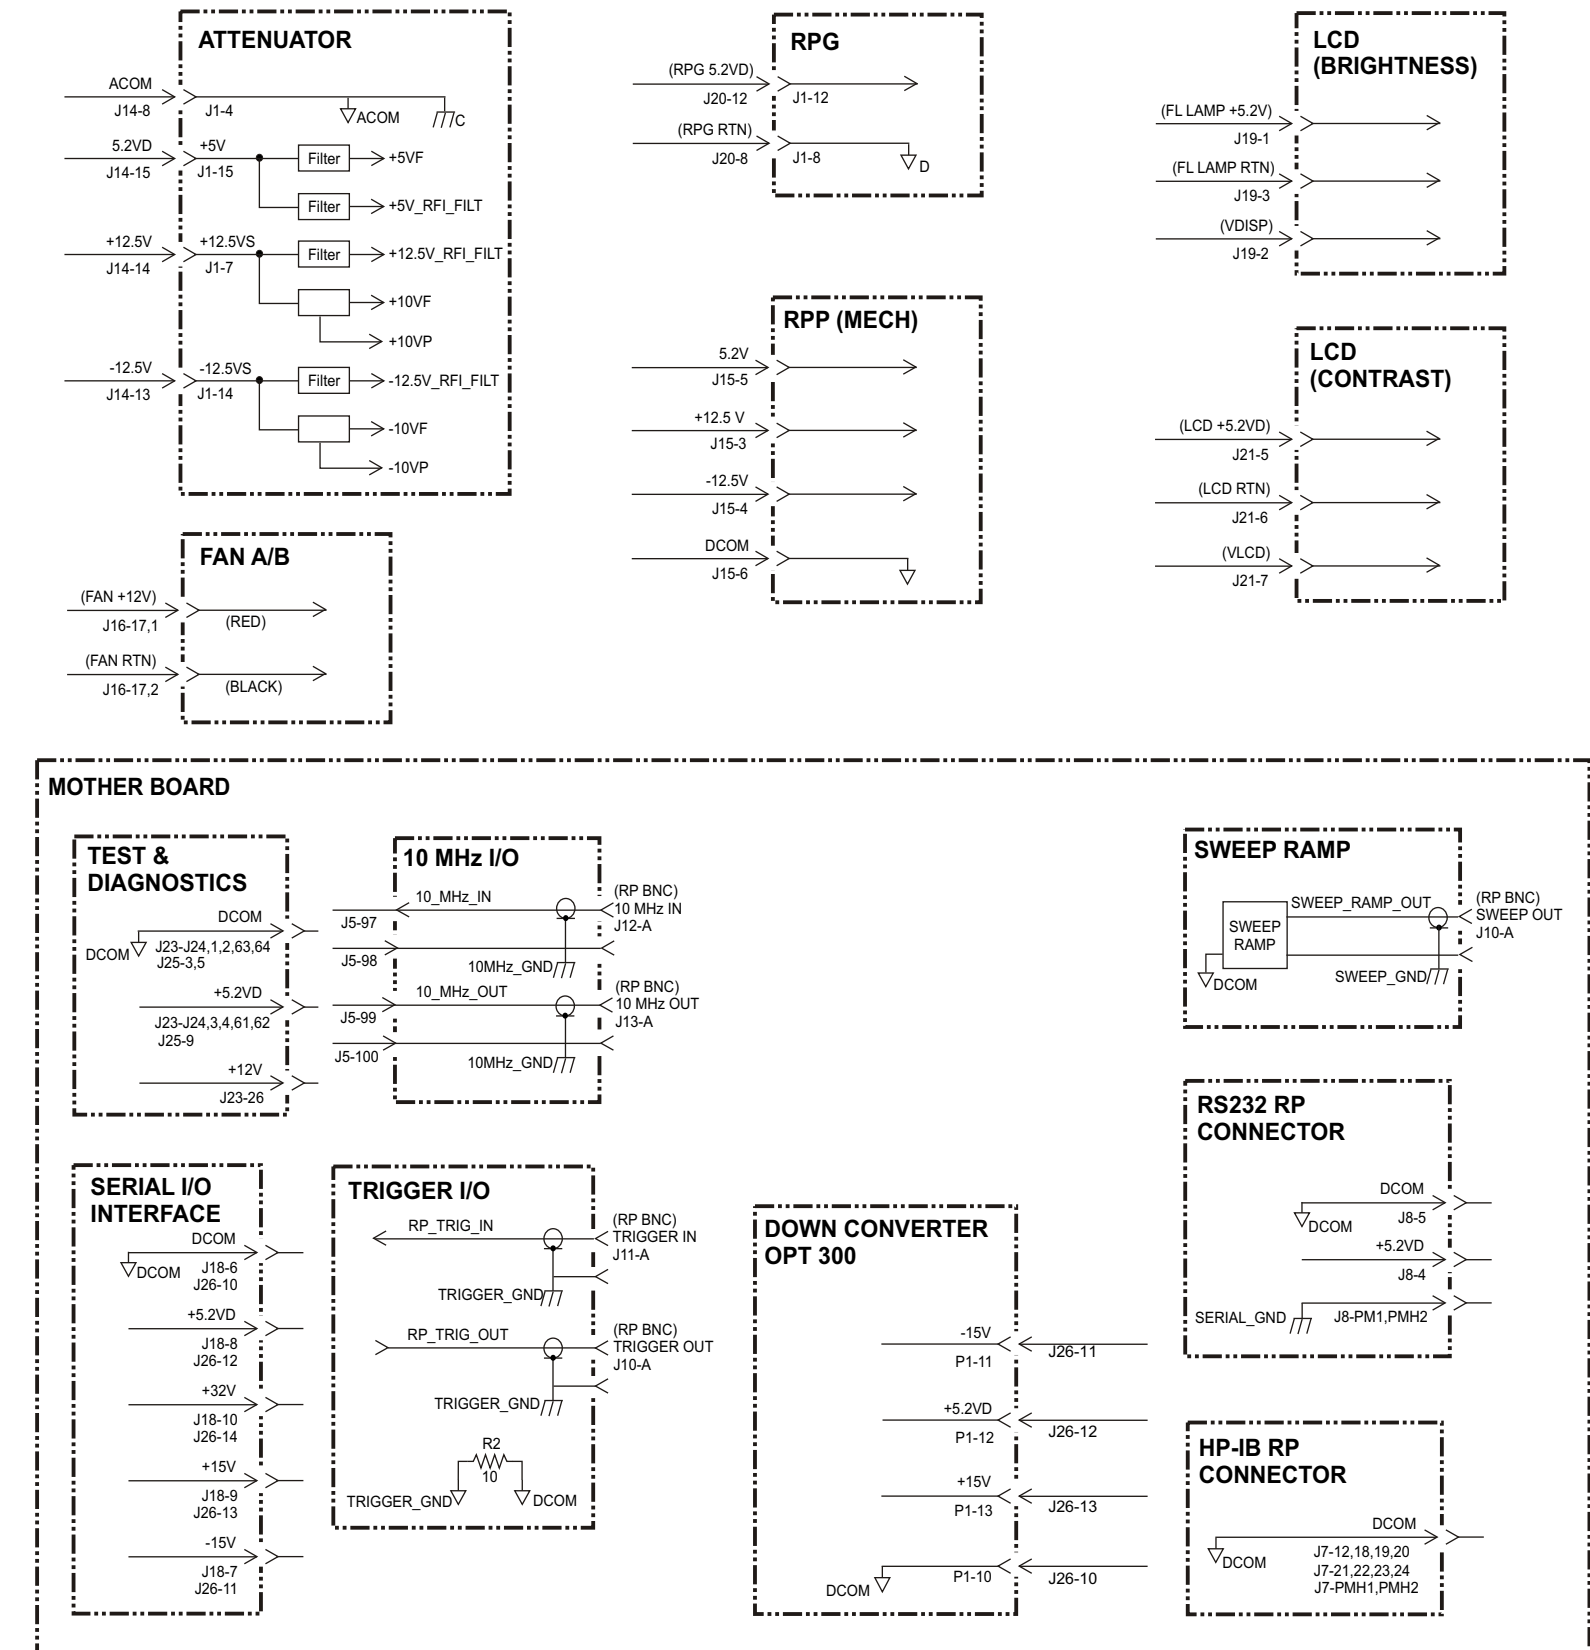 ATTENUATOR
ACOM
J14-8
J1-4
ACOM
C
5.2VD
J14-15
+5V
J1-15
Filter
+5VF
Filter
+5V_RFI_FILT
+12.5V
J14-14
+12.5VS
J1-7
Filter
+12.5V_RFI_FILT
+10VF
+10VP
-12.5V
J14-13
-12.5VS
J1-14
Filter
-12.5V_RFI_FILT
-10VF
-10VP
FAN A/B
(FAN +12V)
J16-17,1
(RED)
(FAN RTN)
J16-17,2
(BLACK)
RPG
(RPG 5.2VD)
J20-12
J1-12
(RPG RTN)
J20-8
J1-8
D
RPP (MECH)
5.2V
J15-5
+12.5 V
J15-3
-12.5V
J15-4
DCOM
J15-6
LCD
(BRIGHTNESS)
(FL LAMP +5.2V)
J19-1
(FL LAMP RTN)
J19-3
(VDISP)
J19-2
LCD
(CONTRAST)
(LCD +5.2VD)
J21-5
(LCD RTN)
J21-6
(VLCD)
J21-7
MOTHER BOARD
TEST &
DIAGNOSTICS
DCOM
DCOM
J23-J24,1,2,63,64
J25-3,5
+5.2VD
J23-J24,3,4,61,62
J25-9
+12V
J23-26
10 MHz I/O
10_MHz_IN
J5-97
(RP BNC)
10 MHz IN
J12-A
J5-98
10MHz_GND
10_MHz_OUT
J5-99
(RP BNC)
10 MHz OUT
J13-A
J5-100
10MHz_GND
SWEEP RAMP
SWEEP_RAMP_OUT
SWEEP
RAMP
(RP BNC)
SWEEP OUT
J10-A
DCOM
SWEEP_GND
RS232 RP
CONNECTOR
DCOM
DCOM
J8-5
+5.2VD
J8-4
SERIAL_GND
J8-PM1,PMH2
SERIAL I/O
INTERFACE
DCOM
DCOM
J18-6
J26-10
+5.2VD
J18-8
J26-12
+32V
J18-10
J26-14
+15V
J18-9
J26-13
-15V
J18-7
J26-11
TRIGGER I/O
RP_TRIG_IN
(RP BNC)
TRIGGER IN
J11-A
TRIGGER_GND
RP_TRIG_OUT
(RP BNC)
TRIGGER OUT
J10-A
TRIGGER_GND
R2
10
TRIGGER_GND
DCOM
DOWN CONVERTER
OPT 300
-15V
P1-11
J26-11
+5.2VD
P1-12
J26-12
+15V
P1-13
J26-13
DCOM
P1-10
J26-10
HP-IB RP
CONNECTOR
DCOM
DCOM
J7-12,18,19,20
J7-21,22,23,24
J7-PMH1,PMH2